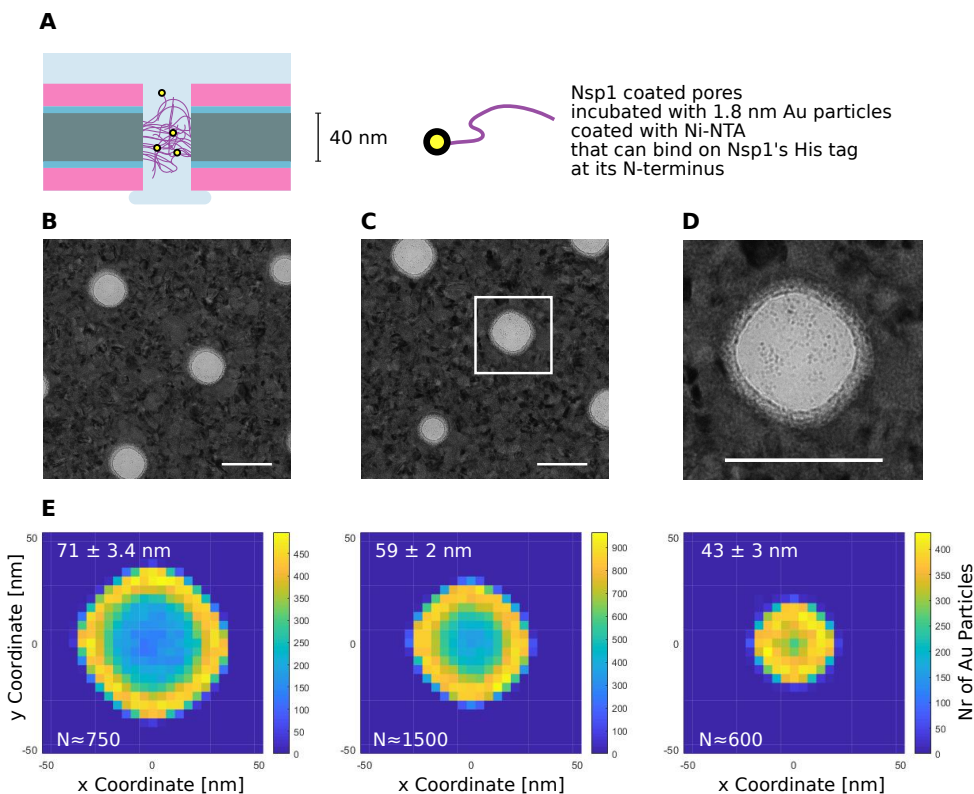 A
40 nm
Nsp1 coated pores
incubated with 1.8 nm Au particles
coated with Ni-NTA
that can bind on Nsp1's His tag
at its N-terminus
B
C
D
E
y Coordinate [nm]
50
0
-50
71 ± 3.4 nm
N≈750
-50
0
50
x Coordinate [nm]
450
400
350
300
250
200
150
100
50
0
50
0
-50
59 ± 2 nm
N≈1500
-50
0
50
x Coordinate [nm]
900
800
700
600
500
400
300
200
100
0
50
0
-50
43 ± 3 nm
N≈600
-50
0
50
x Coordinate [nm]
400
350
300
250
200
150
100
50
0
Nr of Au Particles